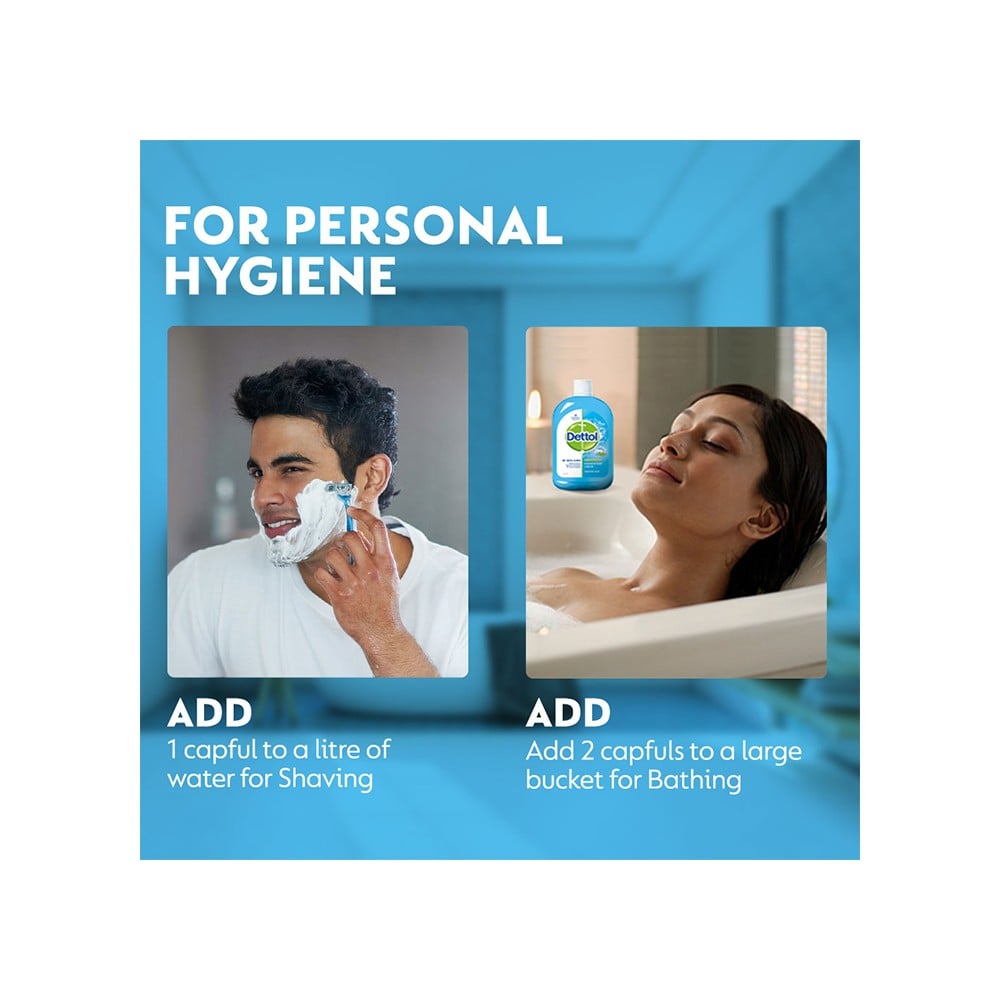 FOR PERSONAL
HYGIENE
Dettol
ADD
1 capful to a litre of
water for Shaving
ADD
Add 2 capfuls to a large
bucket for Bathing